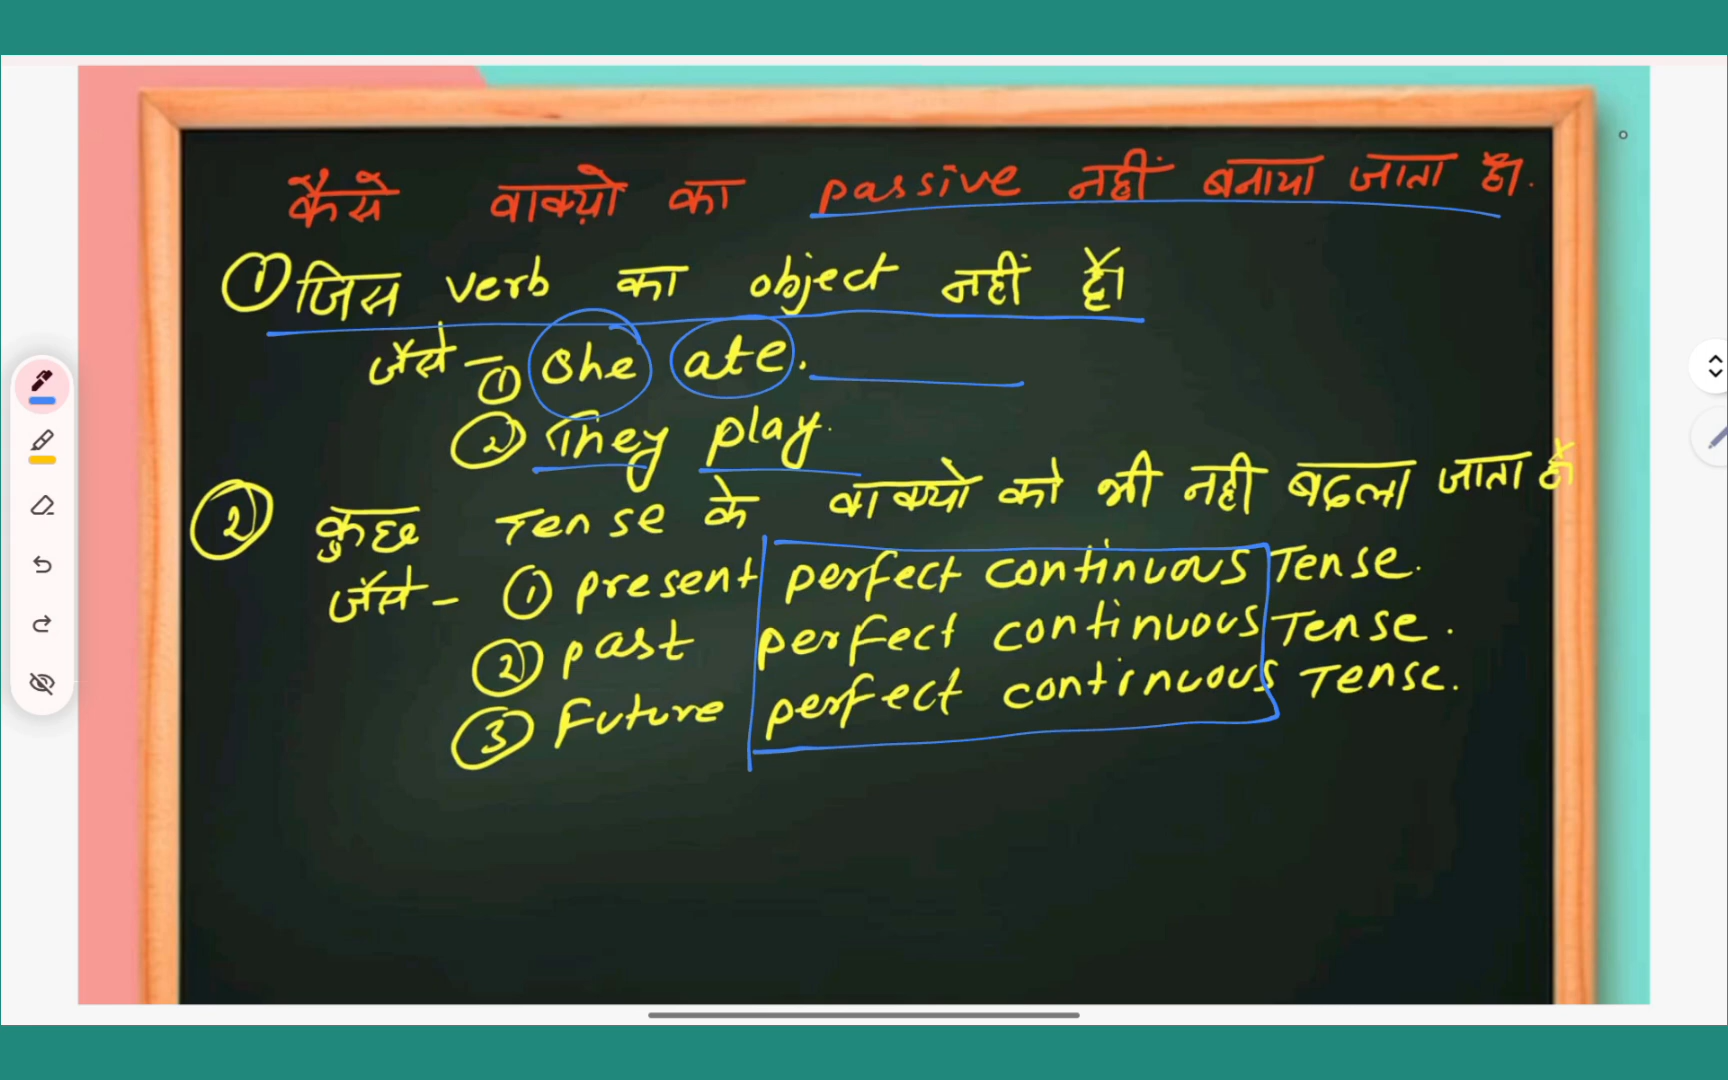 कैसे वाक्यो का passive नहीं बनाया जाता है।
① जिस verb का object नहीं हो
जैसे - ① She ate.
② They play.
② कुछ Tense के वाक्यो को भी नही बदला जाता है
जैसे - ① present perfect continuous Tense.
② past perfect continuous Tense.
③ Future perfect continuous Tense.